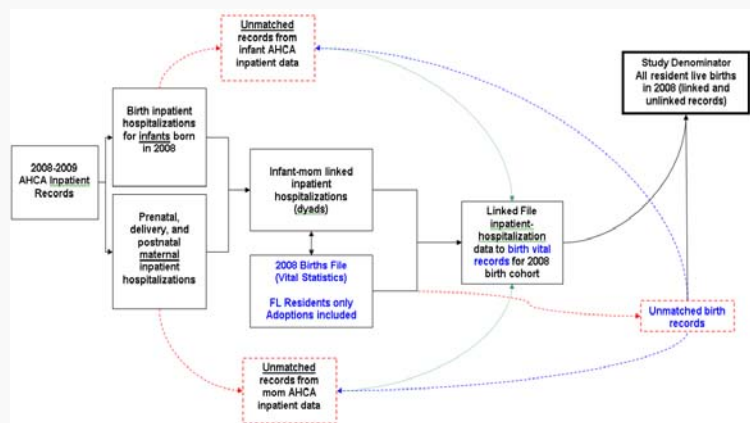 Unmatched
records from
infant AHCA
inpatient data
Study Denominator
All resident live births
in 2008 (linked and
unlinked records)
Birth inpatient
hospitalizations
for infants born
in 2008
2008-2009
AHCA Inpatient
Records
Infant-mom linked
inpatient
hospitalizations
(dyads)
Prenatal,
delivery, and
postnatal
maternal
inpatient
hospitalizations
Linked File
inpatient-
hospitalization
data to birth vital
records for 2008
birth cohort
2008 Births File
(Vital Statistics)
FL Residents only
Adoptions included
Unmatched birth
records
Unmatched
records from
mom AHCA
inpatient data